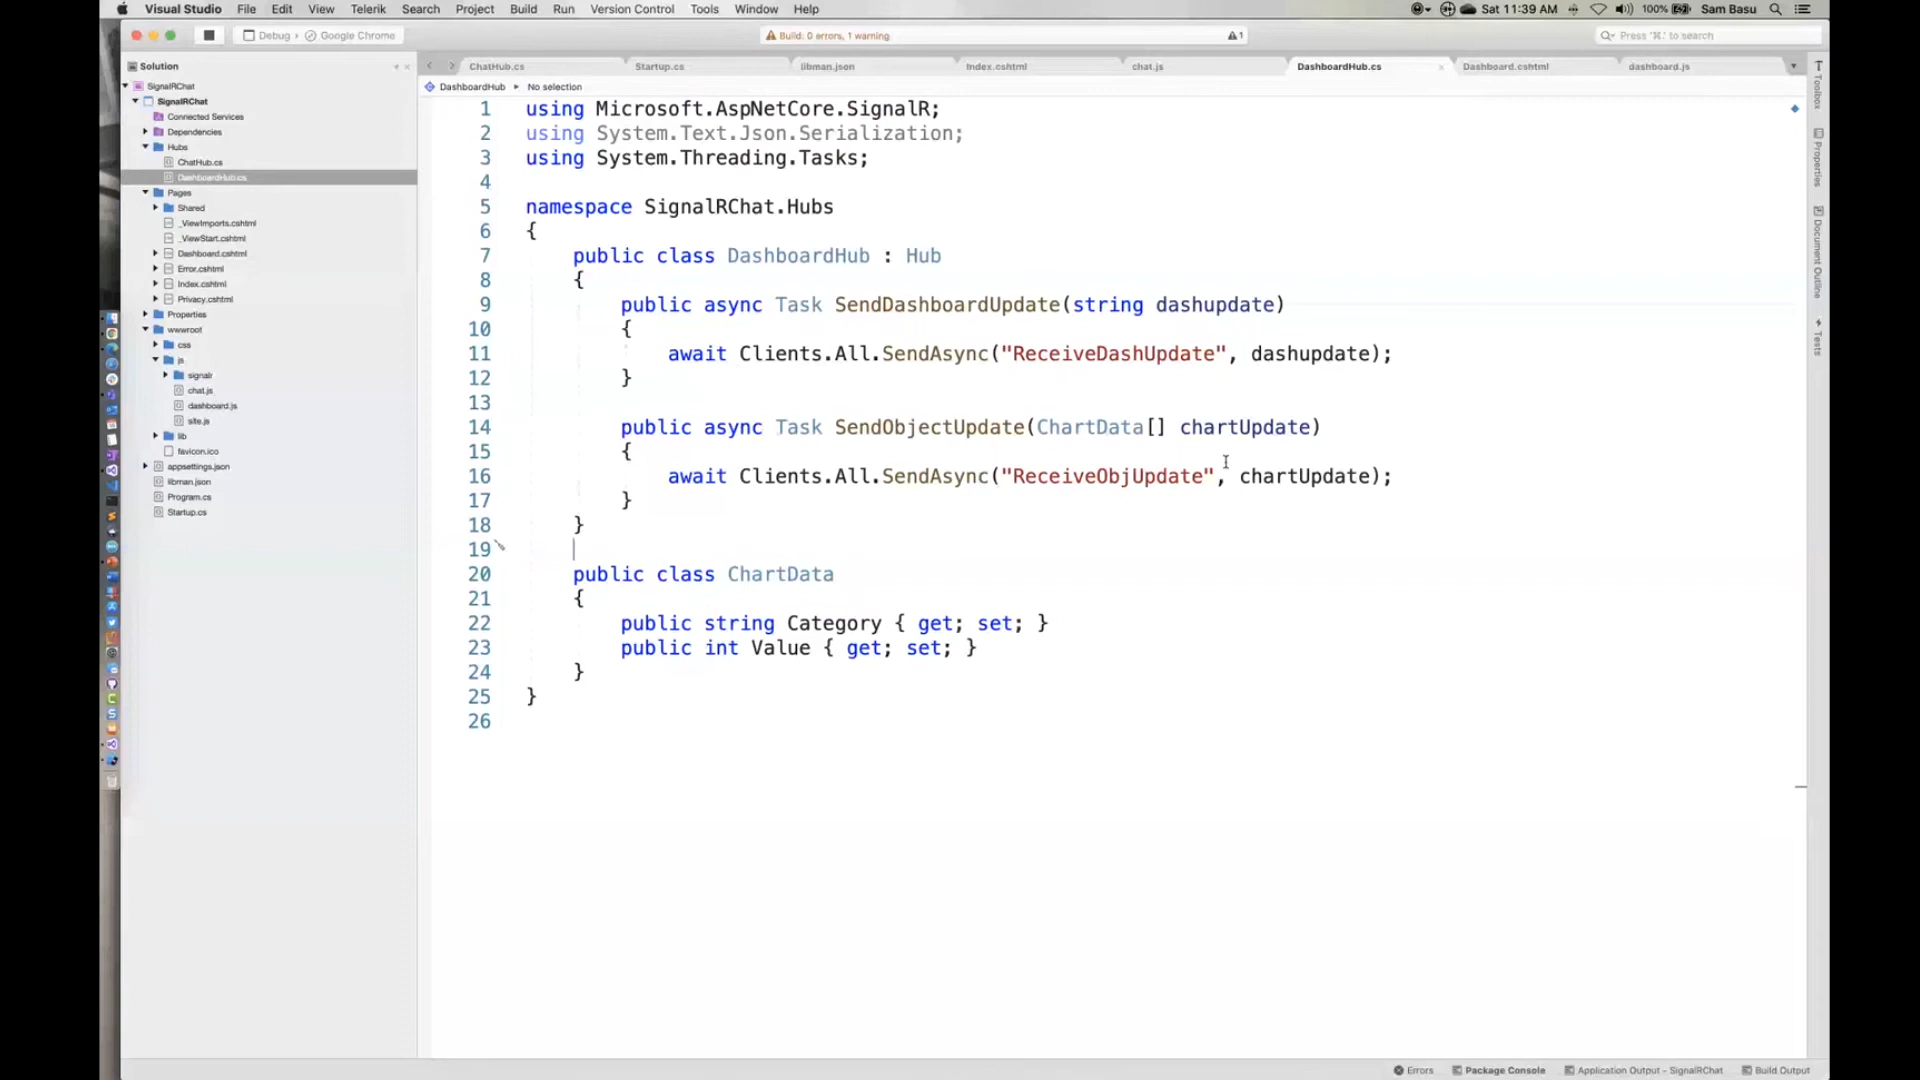 Visual Studio File Edit View Telerik Search Project Build Run Version Control Tools Window Help
Sat 11:39 AM 100% Sam Basu
Debug › Google Chrome
Build: 0 errors, 1 warning
1
Press '⌘.' to search
Solution
SignalRChat
SignalRChat
Connected Services
Dependencies
Hubs
ChatHub.cs
DashboardHub.cs
Pages
Shared
_ViewImports.cshtml
_ViewStart.cshtml
Dashboard.cshtml
Error.cshtml
Index.cshtml
Privacy.cshtml
Properties
wwwroot
css
js
signalr
chat.js
dashboard.js
site.js
lib
favicon.ico
appsettings.json
libman.json
Program.cs
Startup.cs
ChatHub.cs Startup.cs libman.json Index.cshtml chat.js DashboardHub.cs Dashboard.cshtml dashboard.js
DashboardHub ▸ No selection
1 using Microsoft.AspNetCore.SignalR;
2 using System.Text.Json.Serialization;
3 using System.Threading.Tasks;
4
5 namespace SignalRChat.Hubs
6 {
7 public class DashboardHub : Hub
8 {
9 public async Task SendDashboardUpdate(string dashupdate)
10 {
11 await Clients.All.SendAsync("ReceiveDashUpdate", dashupdate);
12 }
13
14 public async Task SendObjectUpdate(ChartData[] chartUpdate)
15 {
16 await Clients.All.SendAsync("ReceiveObjUpdate", chartUpdate);
17 }
18 }
19
20 public class ChartData
21 {
22 public string Category { get; set; }
23 public int Value { get; set; }
24 }
25 }
26
Toolbox
Properties
Document Outline
Tests
Errors Package Console Application Output - SignalRChat Build Output